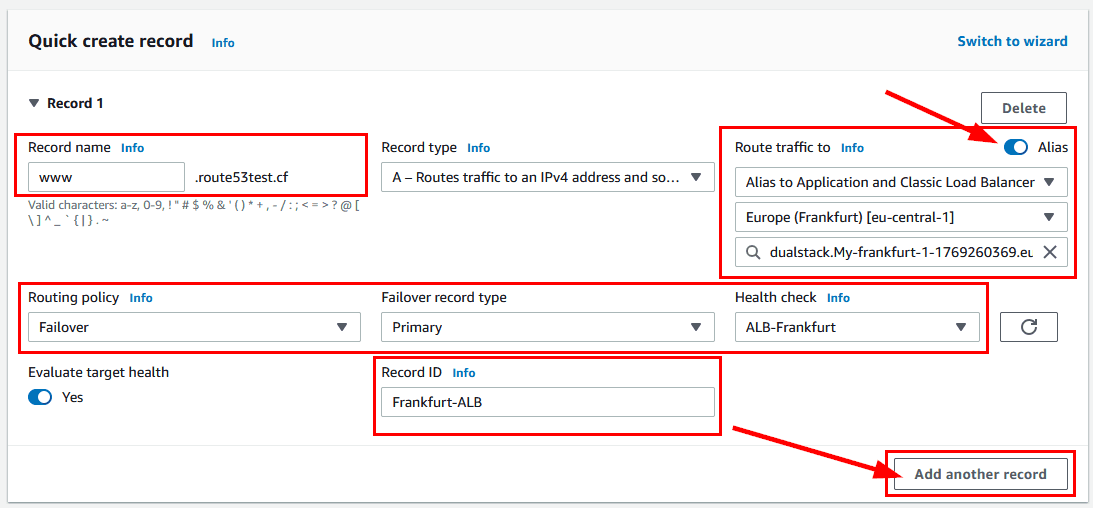 Quick create record Info Switch to wizard
Record 1 Delete
Record name Info Record type Info Route traffic to Info Alias
www .route53test.cf A – Routes traffic to an IPv4 address and so... Alias to Application and Classic Load Balancer
Valid characters: a-z, 0-9, ! " # $ % & ' ( ) * + , - / : ; < = > ? @ [
\ ] ^ _ ` { | } . ~
Europe (Frankfurt) [eu-central-1]
dualstack.My-frankfurt-1-1769260369.eu
Routing policy Info Failover record type Health check Info
Failover Primary ALB-Frankfurt
Evaluate target health Record ID Info
Yes Frankfurt-ALB
Add another record